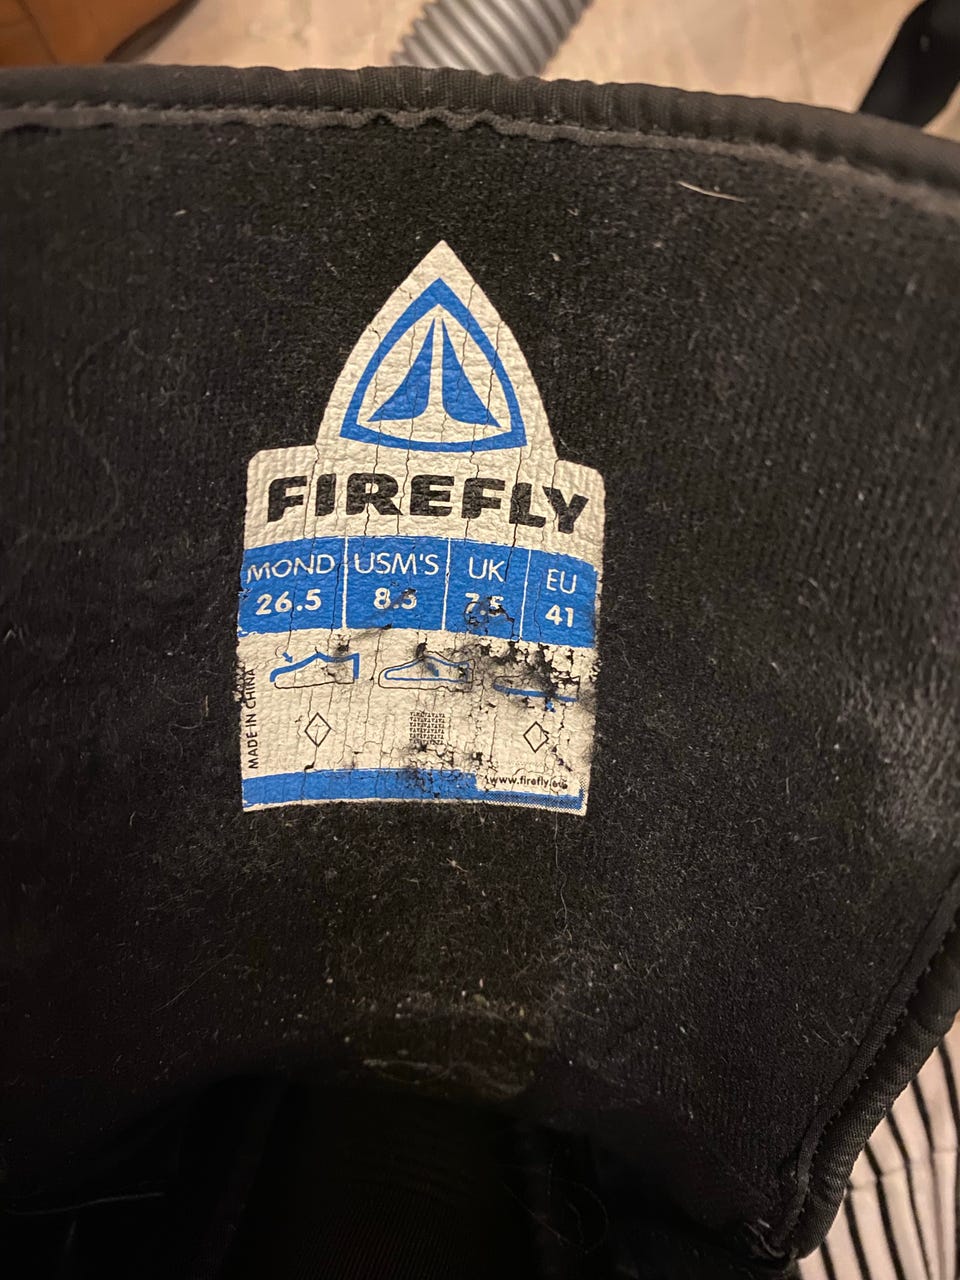 FIREFLY
MOND USM'S UK EU
26.5 8.5 7.5 41
MADE IN CHINA
www.firefly.eu